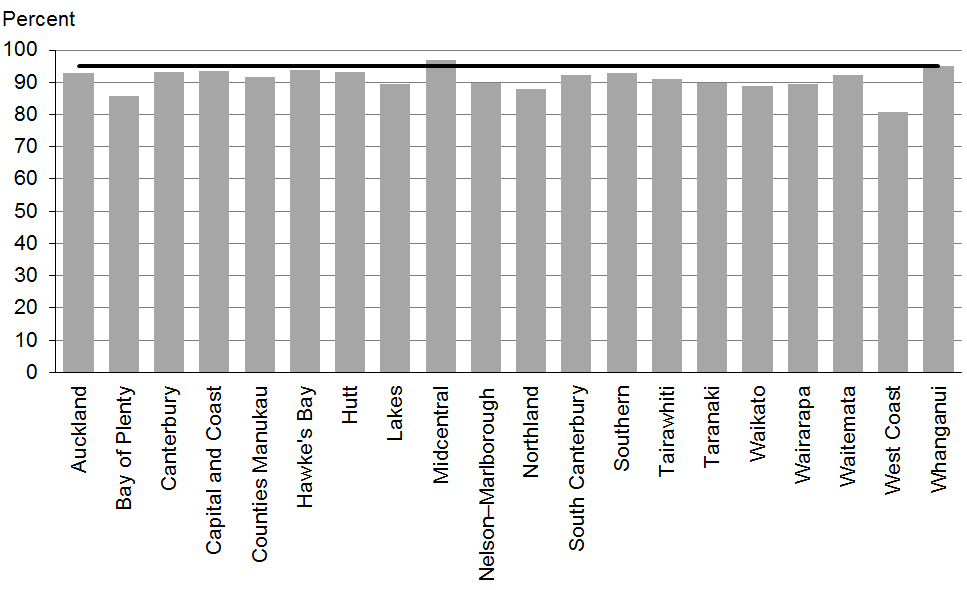 Percent
100
90
80
70
60
50
40
30
20
10
0
Auckland
Bay of Plenty
Canterbury
Capital and Coast
Counties Manukau
Hawke's Bay
Hutt
Lakes
Midcentral
Nelson–Marlborough
Northland
South Canterbury
Southern
Tairawhiti
Taranaki
Waikato
Wairarapa
Waitemata
West Coast
Whanganui